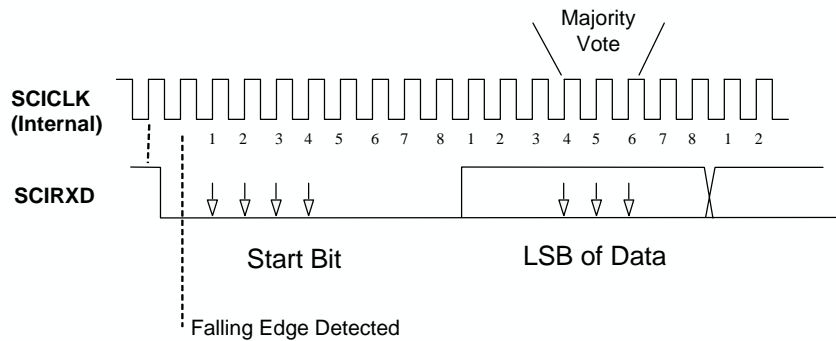 Majority
Vote
SCICLK
(Internal)
1 2 3 4 5 6 7 8 1 2 3 4 5 6 7 8 1 2
SCIRXD
Start Bit
LSB of Data
Falling Edge Detected